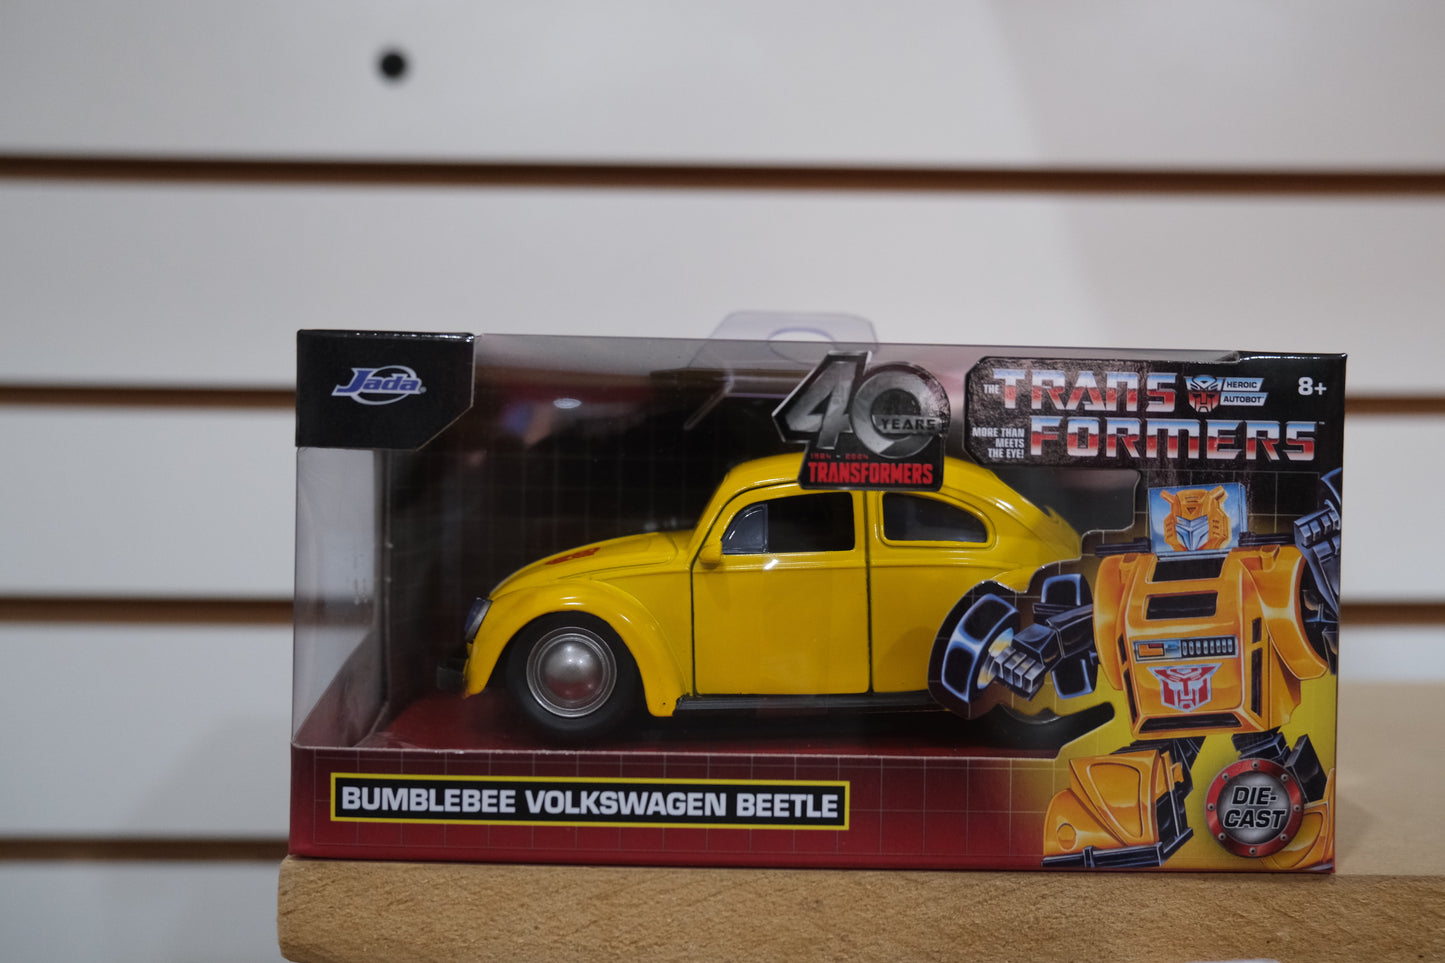 Jada
40
YEARS
1984 - 2024
TRANSFORMERS
THE
TRANS
FORMERS™
MORE THAN
MEETS
THE EYE!
HEROIC
AUTOBOT
8+
BUMBLEBEE VOLKSWAGEN BEETLE
DIE-
CAST